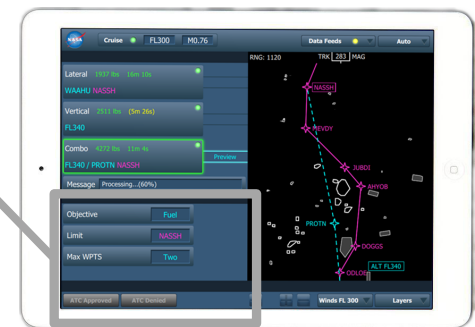 NASA
Cruise FL300 M0.76
Data Feeds Auto
RNG: 1120 TRK 283 MAG
Lateral 1937 lbs 16m 10s
WAAHU NASSH
NASSH
Vertical 2511 lbs (5m 26s)
FL340
MEVDY
Combo 4272 lbs 11m 4s
FL340 / PROTN NASSH
Preview
JUBDI
Message Processing...(60%)
AHYOB
Objective Fuel
PROTN
Limit NASSH
DOGGS
Max WPTS Two
ALT FL340
OOLOE
ATC Approved ATC Denied
Winds FL 300 Layers